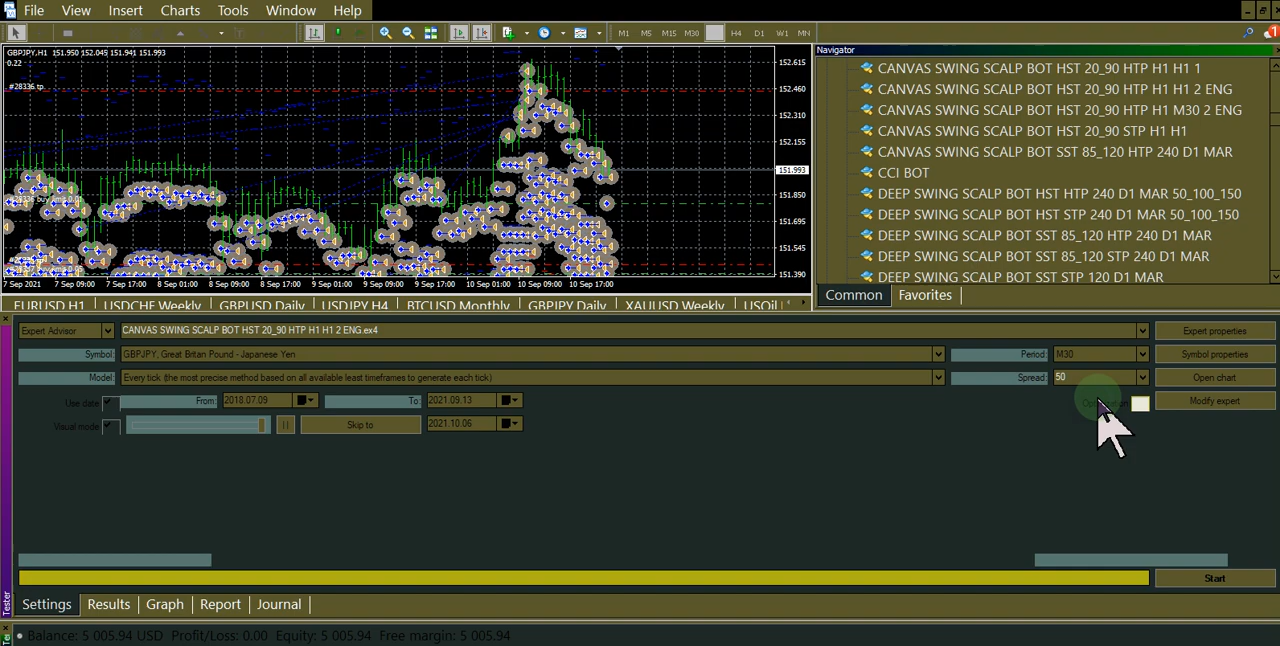 File View Insert Charts Tools Window Help
M1 M5 M15 M30 H4 D1 W1 MN
1
GBPJPY,H1 151.950 152.045 151.941 151.993
0.22
#28336 tp
152.615
152.460
152.310
152.155
151.993
151.850
151.695
151.545
151.390
7 Sep 2021 7 Sep 09:00 7 Sep 17:00 8 Sep 01:00 8 Sep 09:00 8 Sep 17:00 9 Sep 01:00 9 Sep 09:00 9 Sep 17:00 10 Sep 01:00 10 Sep 09:00 10 Sep 17:00
EURUSD H1 USDCHF Weekly GBPUSD Daily USDJPY H4 BTCUSD Monthly GBPJPY Daily XAUUSD Weekly USOil
Navigator
CANVAS SWING SCALP BOT HST 20_90 HTP H1 H1 1
CANVAS SWING SCALP BOT HST 20_90 HTP H1 H1 2 ENG
CANVAS SWING SCALP BOT HST 20_90 HTP H1 M30 2 ENG
CANVAS SWING SCALP BOT HST 20_90 STP H1 H1
CANVAS SWING SCALP BOT SST 85_120 HTP 240 D1 MAR
CCI BOT
DEEP SWING SCALP BOT HST HTP 240 D1 MAR 50_100_150
DEEP SWING SCALP BOT HST STP 240 D1 MAR 50_100_150
DEEP SWING SCALP BOT SST 85_120 HTP 240 D1 MAR
DEEP SWING SCALP BOT SST 85_120 STP 240 D1 MAR
DEEP SWING SCALP BOT SST STP 120 D1 MAR
Common Favorites
Expert Advisor CANVAS SWING SCALP BOT HST 20_90 HTP H1 H1 2 ENG.ex4 Expert properties
Symbol: GBPJPY, Great Britan Pound - Japanese Yen Period: M30 Symbol properties
Model: Every tick (the most precise method based on all available least timeframes to generate each tick) Spread: 50 Open chart
Use date From: 2018.07.09 To: 2021.09.13 Modify expert
Visual mode Skip to 2021.10.06
Start
Tester
Settings Results Graph Report Journal
Balance: 5 005.94 USD Profit/Loss: 0.00 Equity: 5 005.94 Free margin: 5 005.94